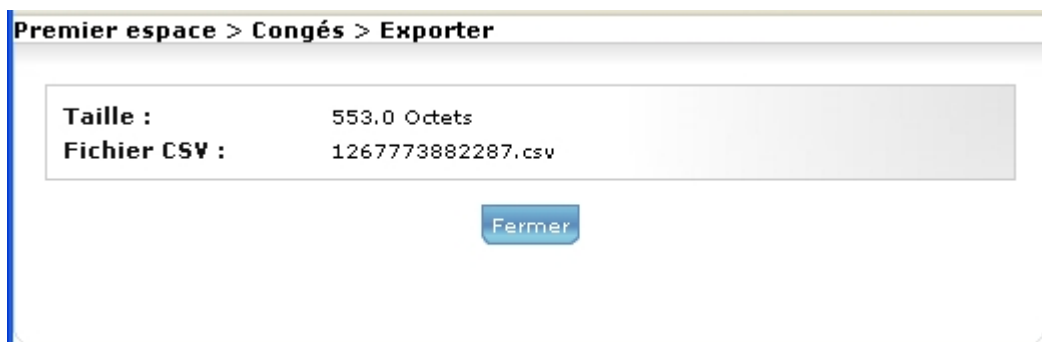 Premier espace > Congés > Exporter
Taille : 553.0 Octets
Fichier CSV : 1267773882287.csv
Fermer